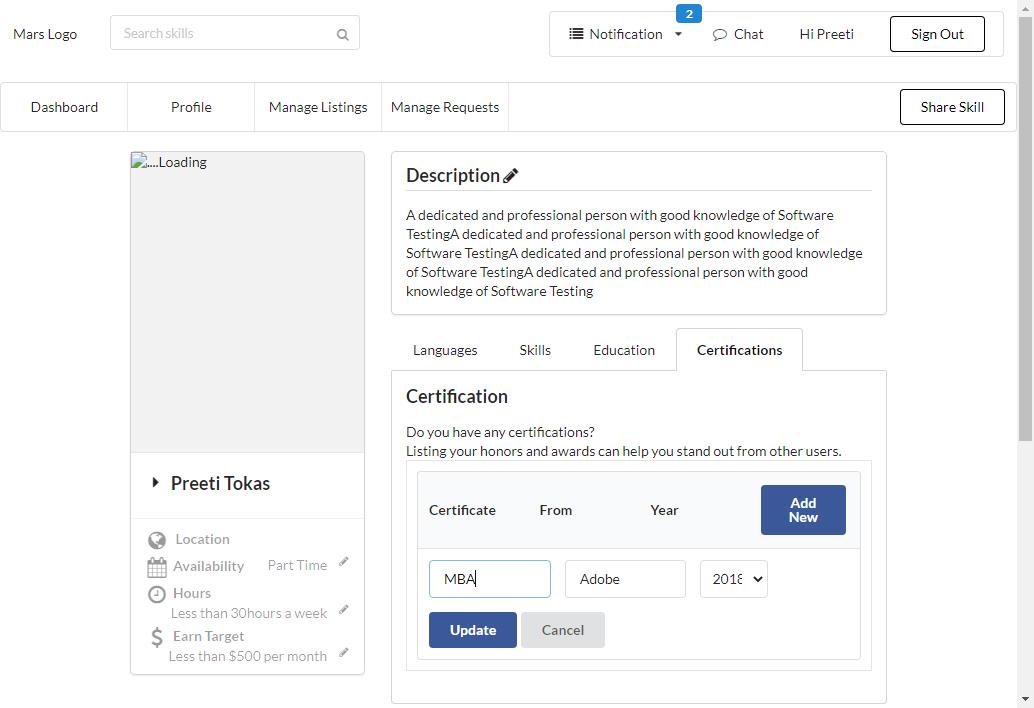 2
Mars Logo
Search skills
Notification
Chat
Hi Preeti
Sign Out
Dashboard
Profile
Manage Listings
Manage Requests
Share Skill
....Loading
Preeti Tokas
Location
Availability
Part Time
Hours
Less than 30hours a week
Earn Target
Less than $500 per month
Description
A dedicated and professional person with good knowledge of Software
TestingA dedicated and professional person with good knowledge of
Software TestingA dedicated and professional person with good knowledge
of Software TestingA dedicated and professional person with good
knowledge of Software Testing
Languages
Skills
Education
Certifications
Certification
Do you have any certifications?
Listing your honors and awards can help you stand out from other users.
Certificate
From
Year
Add
New
MBA
Adobe
2018
Update
Cancel